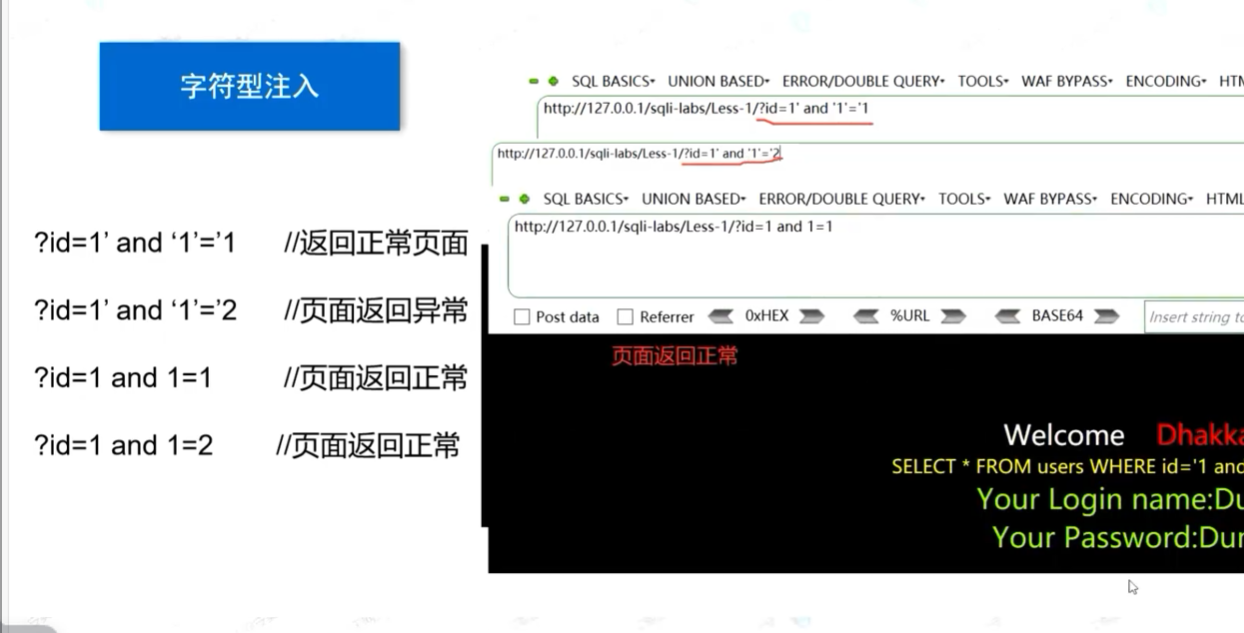 字符型注入
?id=1’ and ‘1’=’1 //返回正常页面
?id=1’ and ‘1’=’2 //页面返回异常
?id=1 and 1=1 //页面返回正常
?id=1 and 1=2 //页面返回正常
SQL BASICS▾ UNION BASED▾ ERROR/DOUBLE QUERY▾ TOOLS▾ WAF BYPASS▾ ENCODING▾
http://127.0.0.1/sqli-labs/Less-1/?id=1' and '1'='1
http://127.0.0.1/sqli-labs/Less-1/?id=1' and '1'='2
SQL BASICS▾ UNION BASED▾ ERROR/DOUBLE QUERY▾ TOOLS▾ WAF BYPASS▾ ENCODING▾ HTML
http://127.0.0.1/sqli-labs/Less-1/?id=1 and 1=1
Post data Referrer 0xHEX %URL BASE64 Insert string
页面返回正常
Welcome
SELECT * FROM users WHERE id='1 and
Your Login name:
Your Password: